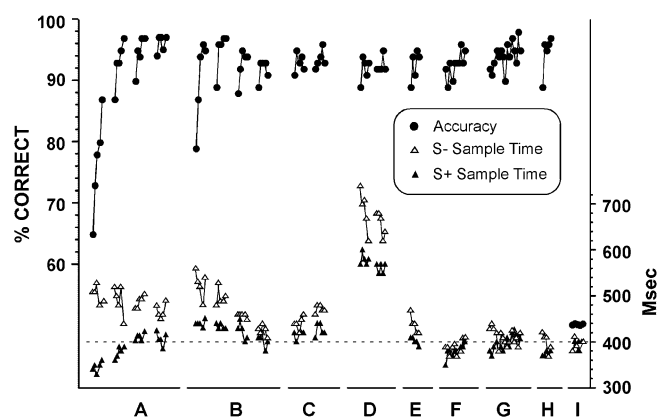 100
90
80
70
60
% CORRECT
Accuracy
S- Sample Time
S+ Sample Time
700
600
500
400
300
Msec
A B C D E F G H I